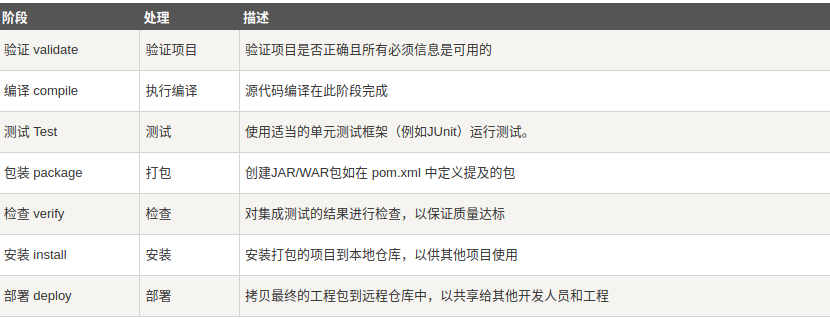 阶段 处理 描述
验证 validate 验证项目 验证项目是否正确且所有必须信息是可用的
编译 compile 执行编译 源代码编译在此阶段完成
测试 Test 测试 使用适当的单元测试框架（例如JUnit）运行测试。
包装 package 打包 创建JAR/WAR包如在 pom.xml 中定义提及的包
检查 verify 检查 对集成测试的结果进行检查，以保证质量达标
安装 install 安装 安装打包的项目到本地仓库，以供其他项目使用
部署 deploy 部署 拷贝最终的工程包到远程仓库中，以共享给其他开发人员和工程